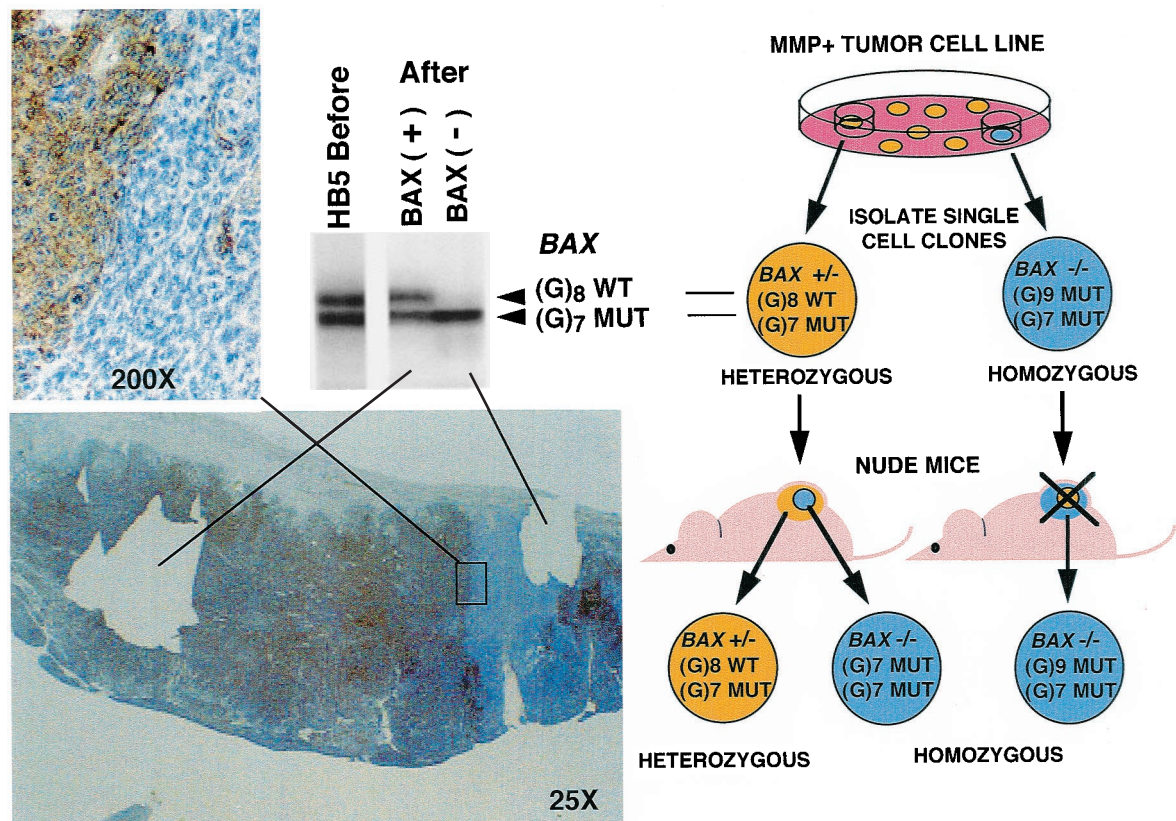 200X
HB5 Before
After
BAX (+)
BAX (-)
BAX
(G)8 WT
(G)7 MUT
25X
MMP+ TUMOR CELL LINE
ISOLATE SINGLE
CELL CLONES
BAX +/-
(G)8 WT
(G)7 MUT
BAX -/-
(G)9 MUT
(G)7 MUT
HETEROZYGOUS
HOMOZYGOUS
NUDE MICE
BAX +/-
(G)8 WT
(G)7 MUT
BAX -/-
(G)7 MUT
(G)7 MUT
BAX -/-
(G)9 MUT
(G)7 MUT
HETEROZYGOUS
HOMOZYGOUS